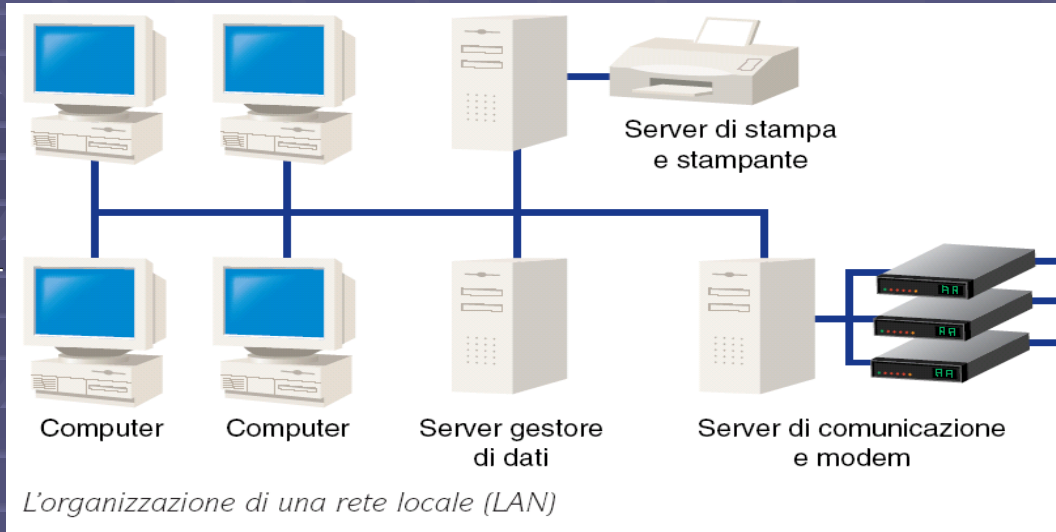 Server di stampa
e stampante
Computer
Computer
Server gestore
di dati
Server di comunicazione
e modem
L'organizzazione di una rete locale (LAN)